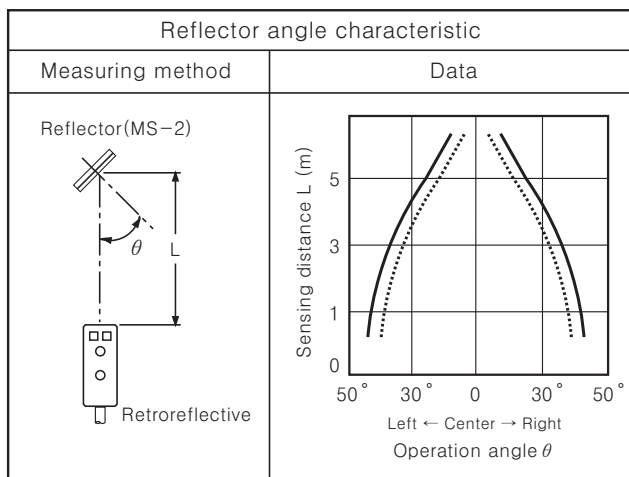 Reflector angle characteristic
Measuring method
Data
Reflector(MS-2)
θ
L
Retroreflective
Sensing distance L (m)
5
3
1
0
50° 30° 0 30° 50°
Left ← Center → Right
Operation angle θ